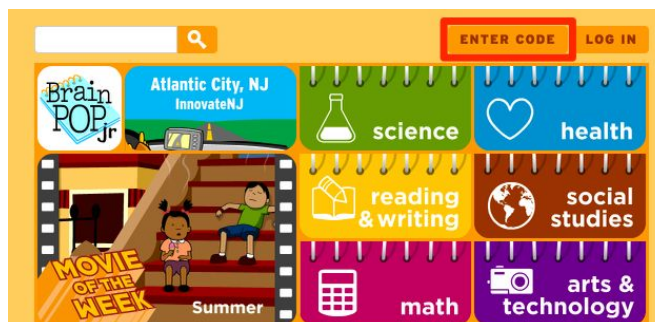 ENTER CODE
LOG IN
Brain
POP jr
Atlantic City, NJ
InnovateNJ
science
health
reading
& writing
social
studies
MOVIE
OF THE
WEEK
Summer
math
arts &
technology